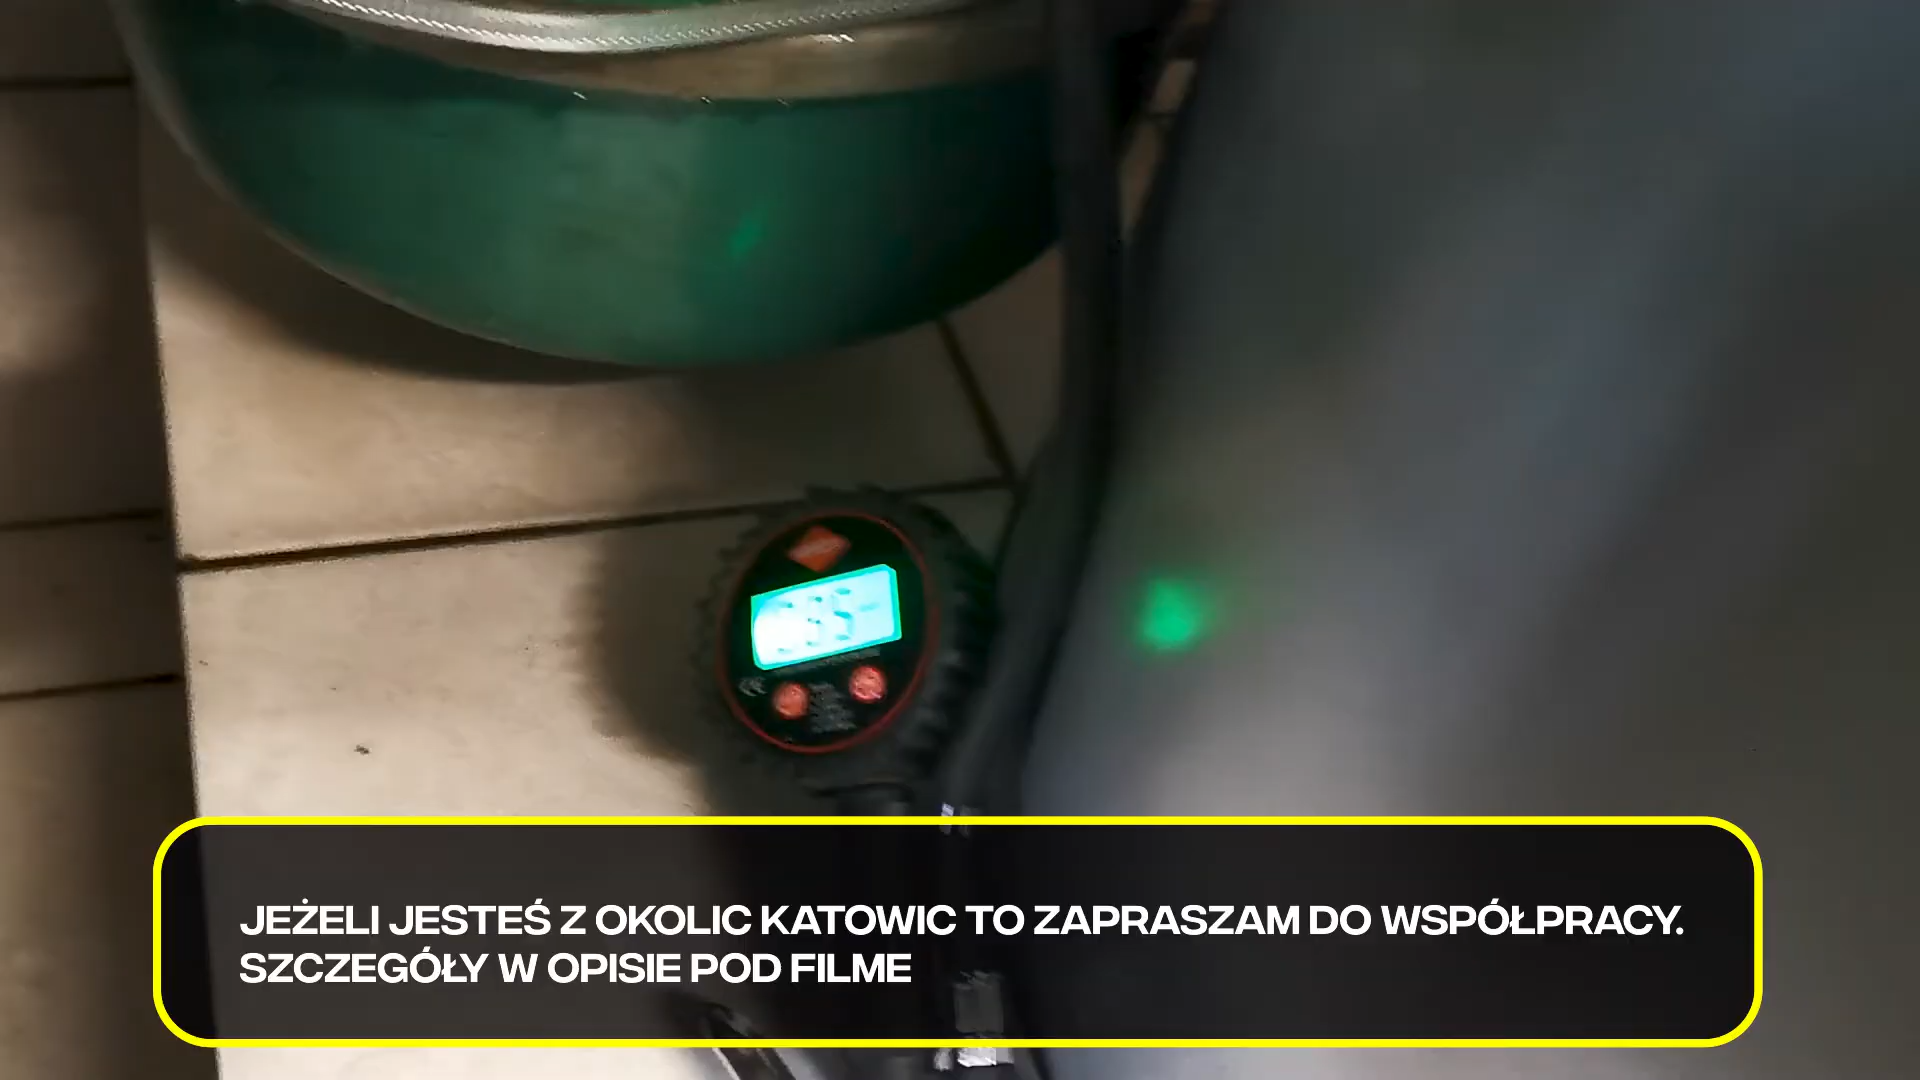 JEŻELI JESTEŚ Z OKOLIC KATOWIC TO ZAPRASZAM DO WSPÓŁPRACY.
SZCZEGÓŁY W OPISIE POD FILME